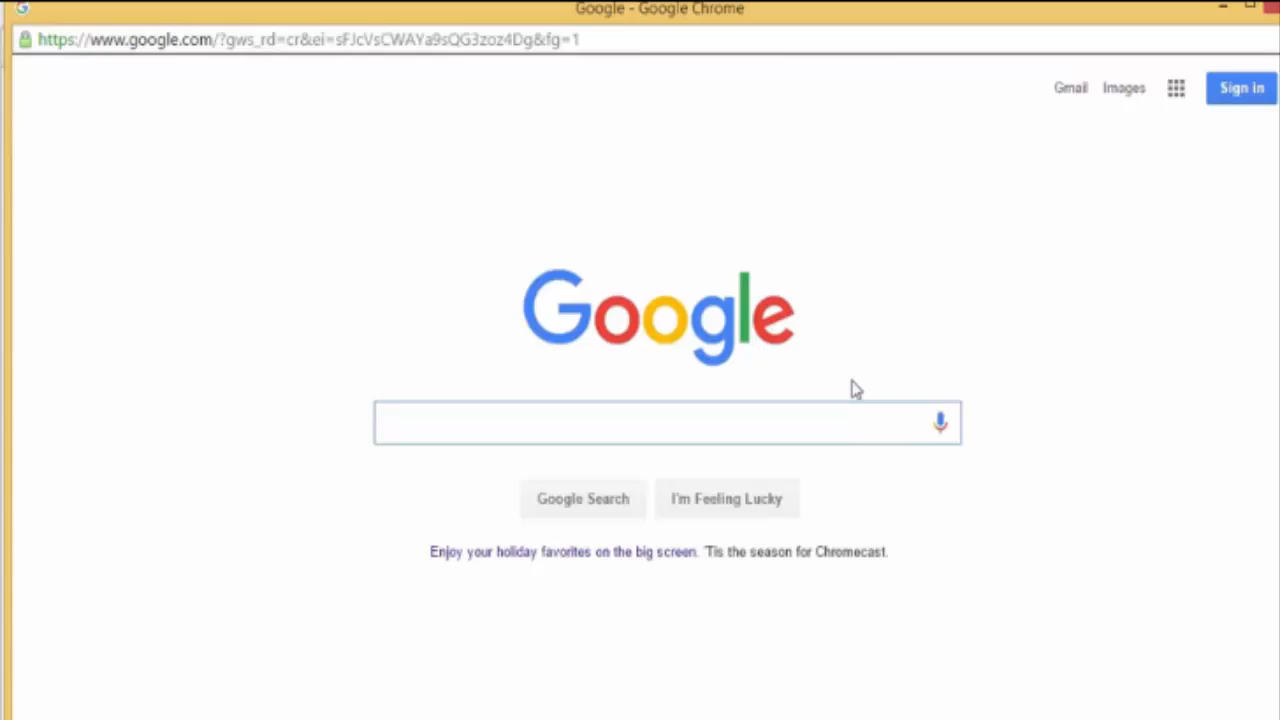 Google - Google Chrome
https://www.google.com/?gws_rd=cr&ei=sFJcVsCWAYa9sQG3zoz4Dg&fg=1
Gmail Images Sign in
Google
Google Search I'm Feeling Lucky
Enjoy your holiday favorites on the big screen. 'Tis the season for Chromecast.